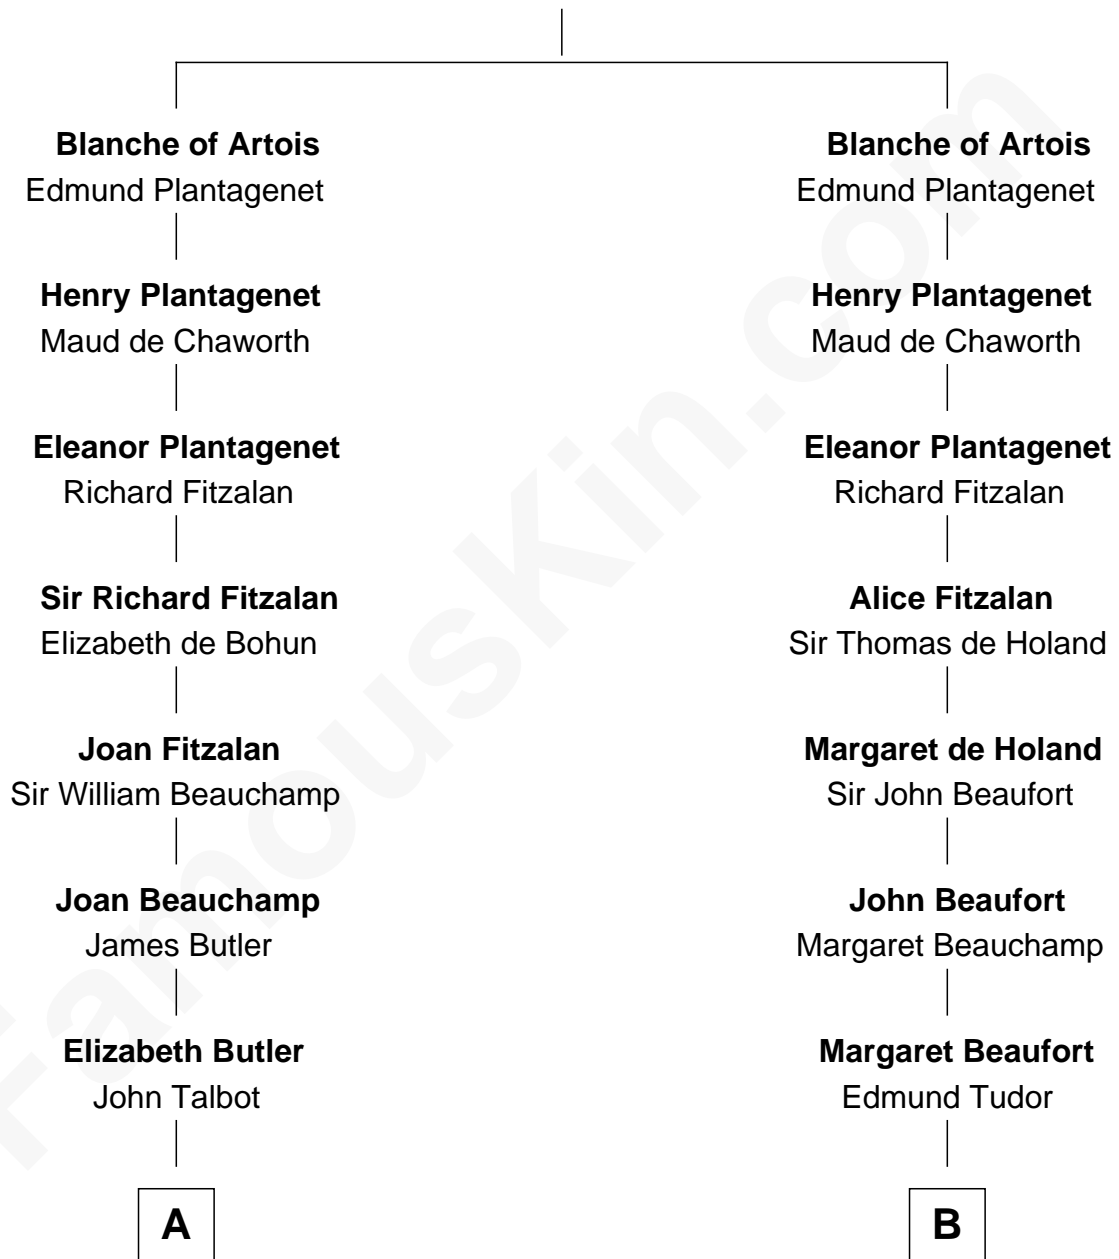 Blanche of Artois
Edmund Plantagenet
Henry Plantagenet
Maud de Chaworth
Eleanor Plantagenet
Richard Fitzalan
Sir Richard Fitzalan
Elizabeth de Bohun
Joan Fitzalan
Sir William Beauchamp
Joan Beauchamp
James Butler
Elizabeth Butler
John Talbot
A
Blanche of Artois
Edmund Plantagenet
Henry Plantagenet
Maud de Chaworth
Eleanor Plantagenet
Richard Fitzalan
Alice Fitzalan
Sir Thomas de Holand
Margaret de Holand
Sir John Beaufort
John Beaufort
Margaret Beauchamp
Margaret Beaufort
Edmund Tudor
B
FamousKin.com